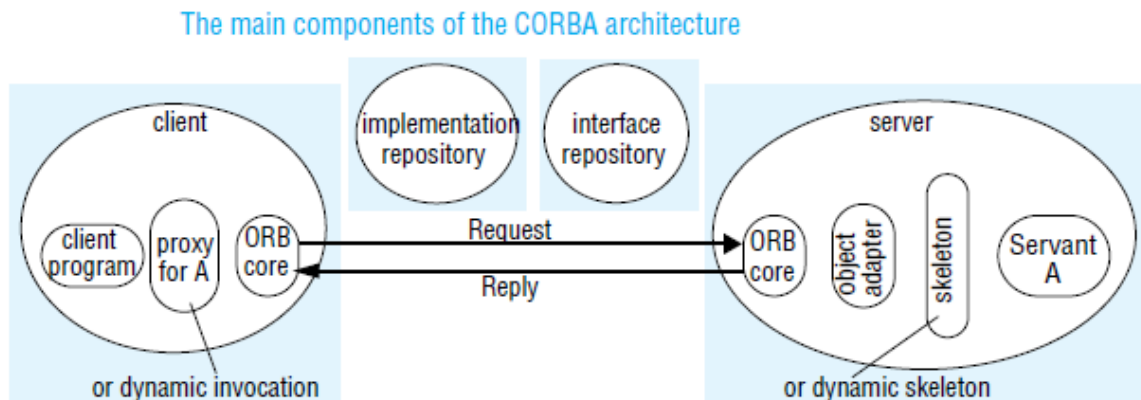 The main components of the CORBA architecture
client
implementation
repository
interface
repository
server
client
program
proxy
for A
ORB
core
Request
Reply
ORB
core
object
adapter
skeleton
Servant
A
or dynamic invocation
or dynamic skeleton